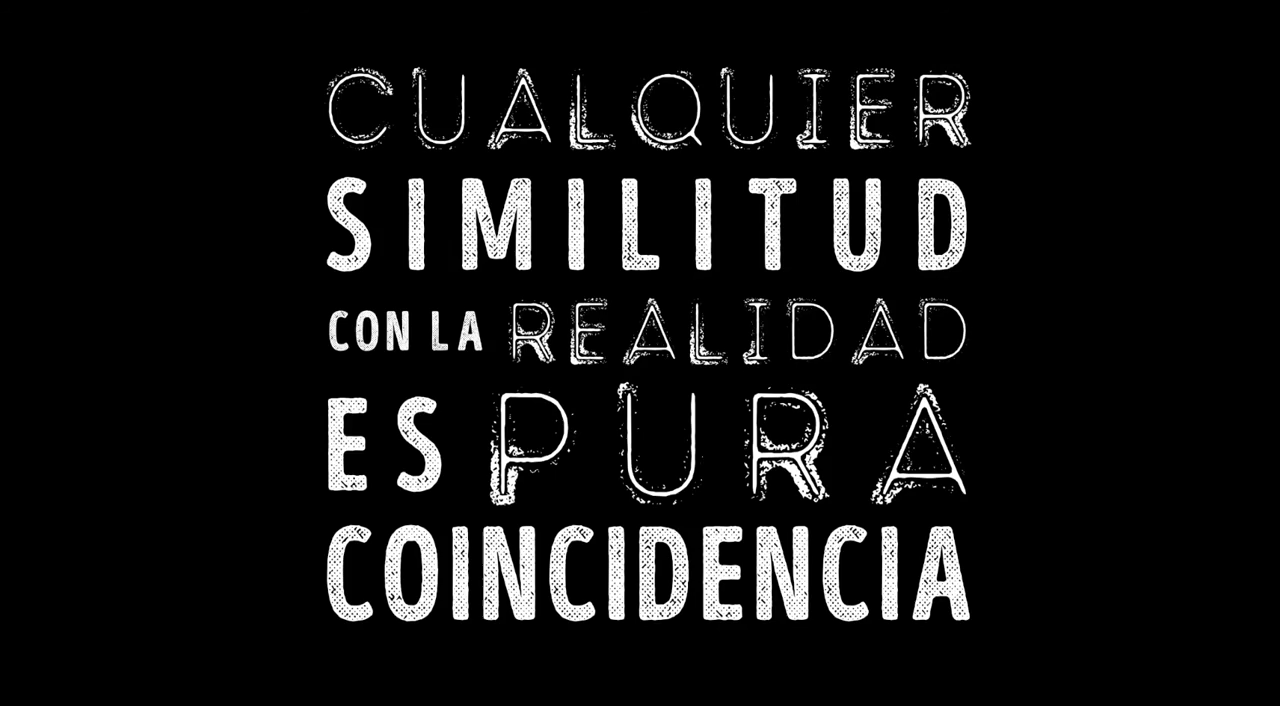 CUALQUIER
SIMILITUD
CON LA REALIDAD
ES PURA
COINCIDENCIA